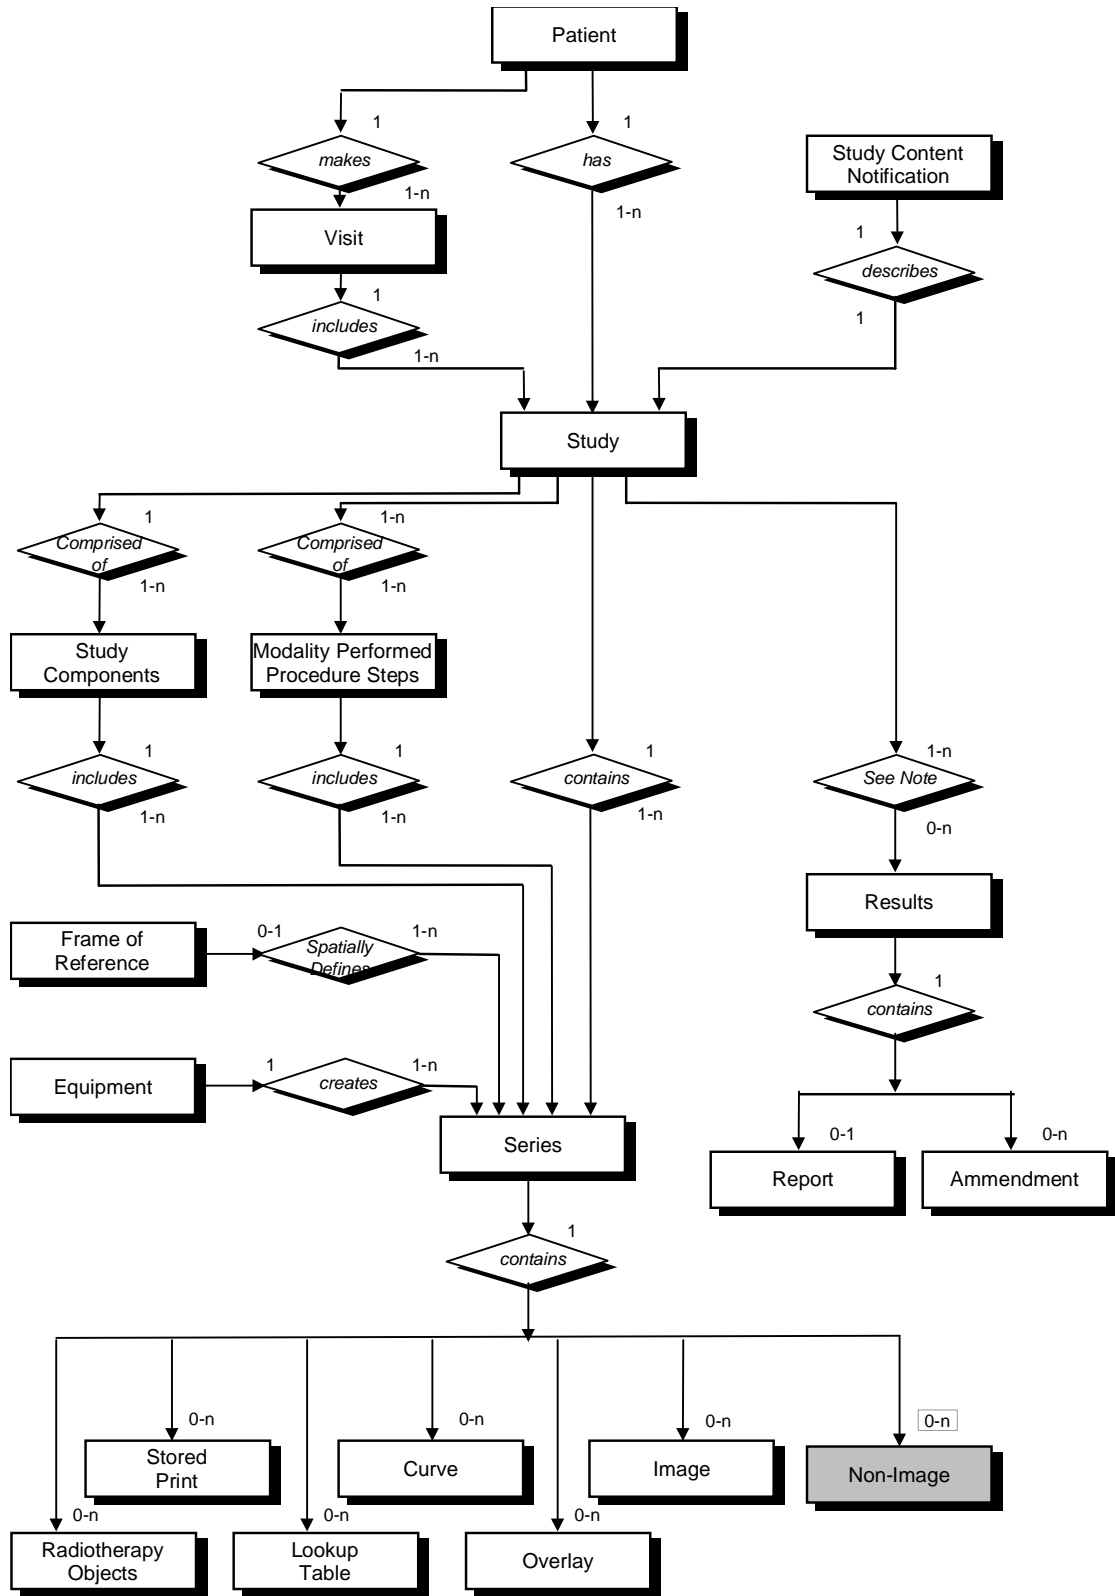 Patient
1
1
makes
has
Study Content
Notification
1-n
1-n
Visit
1
describes
1
includes
1
1-n
Study
1
1-n
Comprised
of
Comprised
of
1-n
1-n
Study
Components
Modality Performed
Procedure Steps
1
1
1
1-n
includes
includes
contains
See Note
1-n
1-n
1-n
0-n
Results
Frame of
Reference
0-1
Spatially
Defines
1-n
1
contains
Equipment
1
creates
1-n
Series
0-1
0-n
Report
Ammendment
1
contains
0-n
0-n
0-n
0-n
Stored
Print
Curve
Image
Non-Image
0-n
0-n
0-n
Radiotherapy
Objects
Lookup
Table
Overlay